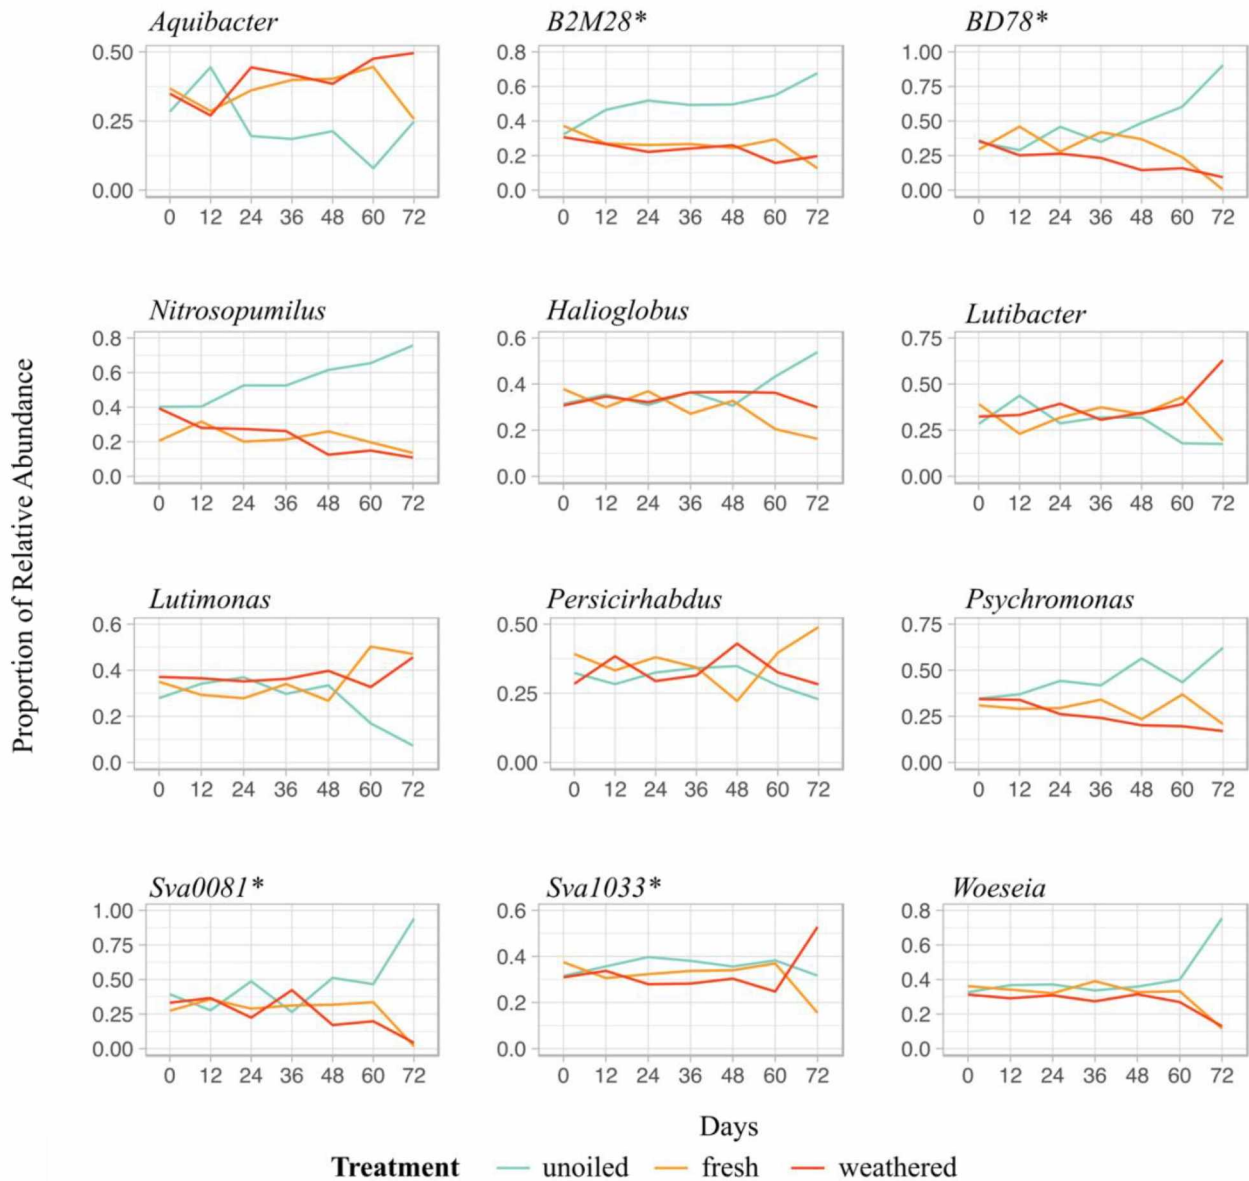 Aquibacter
B2M28*
BD78*
0.50
0.25
0.00
0 12 24 36 48 60 72
0.8
0.6
0.4
0.2
0.0
0 12 24 36 48 60 72
1.00
0.75
0.50
0.25
0.00
0 12 24 36 48 60 72
Nitrosopumilus
Halioglobus
Lutibacter
0.8
0.6
0.4
0.2
0.0
0 12 24 36 48 60 72
0.6
0.4
0.2
0.0
0 12 24 36 48 60 72
0.75
0.50
0.25
0.00
0 12 24 36 48 60 72
Proportion of Relative Abundance
Lutimonas
Persicirhabdus
Psychromonas
0.6
0.4
0.2
0.0
0 12 24 36 48 60 72
0.50
0.25
0.00
0 12 24 36 48 60 72
0.75
0.50
0.25
0.00
0 12 24 36 48 60 72
Sva0081*
Sva1033*
Woeseia
1.00
0.75
0.50
0.25
0.00
0 12 24 36 48 60 72
0.6
0.4
0.2
0.0
0 12 24 36 48 60 72
0.8
0.6
0.4
0.2
0.0
0 12 24 36 48 60 72
Days
Treatment unoiled fresh weathered